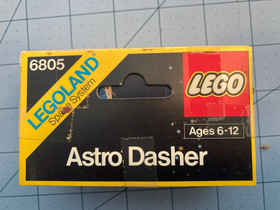 6805
LEGOLAND
Space System
LEGO
Ages 6-12
Astro Dasher